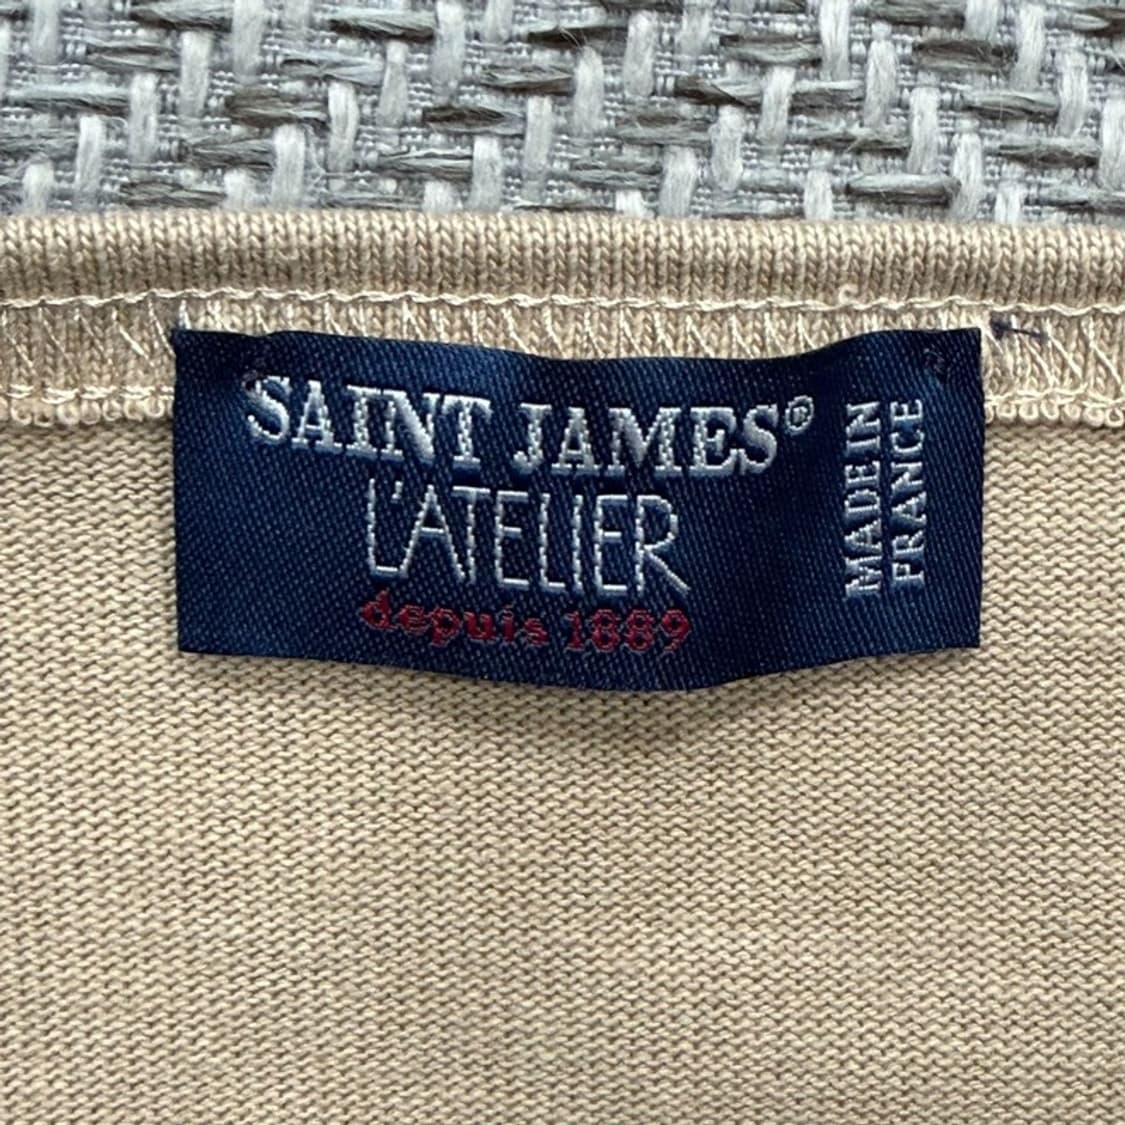 SAINT JAMES®
L'ATELIER
depuis 1889
MADE IN
FRANCE